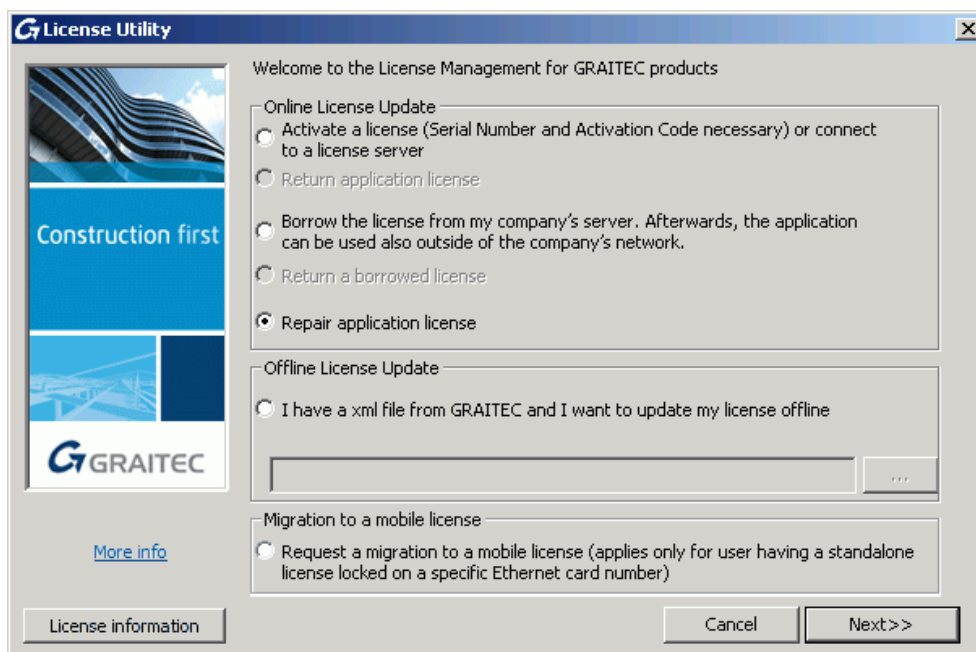 License Utility
Welcome to the License Management for GRAITEC products
Online License Update
Activate a license (Serial Number and Activation Code necessary) or connect
to a license server
Return application license
Borrow the license from my company's server. Afterwards, the application
can be used also outside of the company's network.
Return a borrowed license
Repair application license
Offline License Update
I have a xml file from GRAITEC and I want to update my license offline
...
Migration to a mobile license
Request a migration to a mobile license (applies only for user having a standalone
license locked on a specific Ethernet card number)
Construction first
GRAITEC
More info
License information
Cancel
Next>>